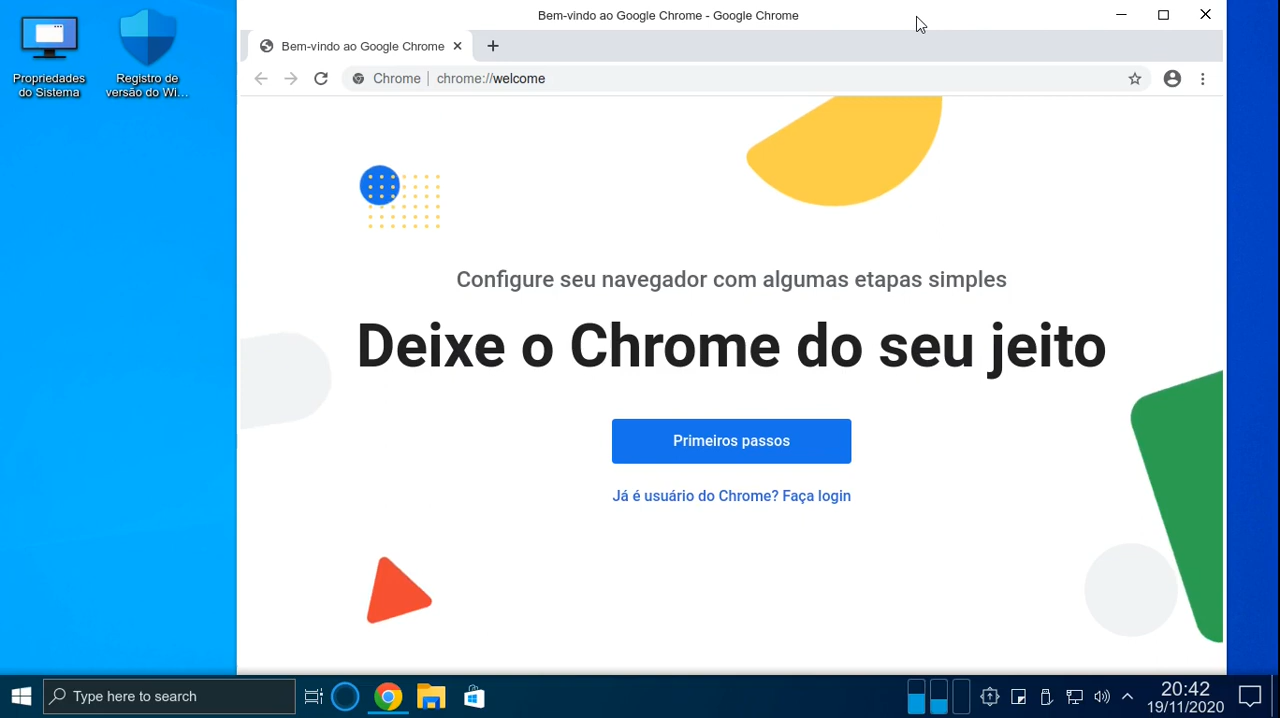 Bem-vindo ao Google Chrome - Google Chrome
Bem-vindo ao Google Chrome
Chrome
chrome://welcome
Propriedades
do Sistema
Registro de
versão do Wi...
Configure seu navegador com algumas etapas simples
Deixe o Chrome do seu jeito
Primeiros passos
Já é usuário do Chrome? Faça login
Type here to search
20:42
19/11/2020